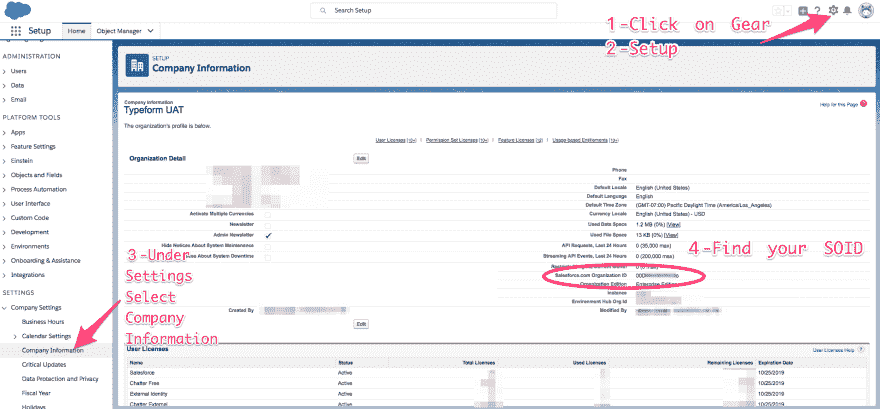 Search Setup
Setup
Home
Object Manager
1-Click on Gear
2-Setup
ADMINISTRATION
Users
Data
Email
PLATFORM TOOLS
Apps
Feature Settings
Einstein
Objects and Fields
Process Automation
User Interface
Custom Code
Development
Environments
Onboarding & Assistance
Integrations
SETTINGS
Company Settings
Business Hours
Calendar Settings
Company Information
Critical Updates
Data Protection and Privacy
Fiscal Year
Holidays
3-Under
Settings
Select
Company
Information
SETUP
Company Information
Company Information
Typeform UAT
Help for this Page
The organization's profile is below.
User Licenses [10+] | Permission Set Licenses [10+] | Feature Licenses [12] | Usage-based Entitlements [10+]
Organization Detail
Edit
Phone
Fax
Default Locale English (United States)
Default Language English
Default Time Zone (GMT-07:00) Pacific Daylight Time (America/Los_Angeles)
Activate Multiple Currencies
Currency Locale English (United States) - USD
Newsletter
Used Data Space 1.2 MB (0%) [View]
Admin Newsletter
Used File Space 13 KB (0%) [View]
Hide Notices About System Maintenance
API Requests, Last 24 Hours 0 (35,000 max)
About System Downtime
Streaming API Events, Last 24 Hours 0 (200,000 max)
4-Find your SOID
Salesforce.com Organization ID
Organization Edition Enterprise Edition
Instance
Environment Hub Org Id
Created By
Modified By
Edit
User Licenses
User Licenses Help
Name Status Total Licenses Used Licenses Remaining Licenses Expiration Date
Salesforce Active 10/25/2019
Chatter Free Active 10/25/2019
External Identity Active 10/25/2019
Chatter External Active 10/25/2019